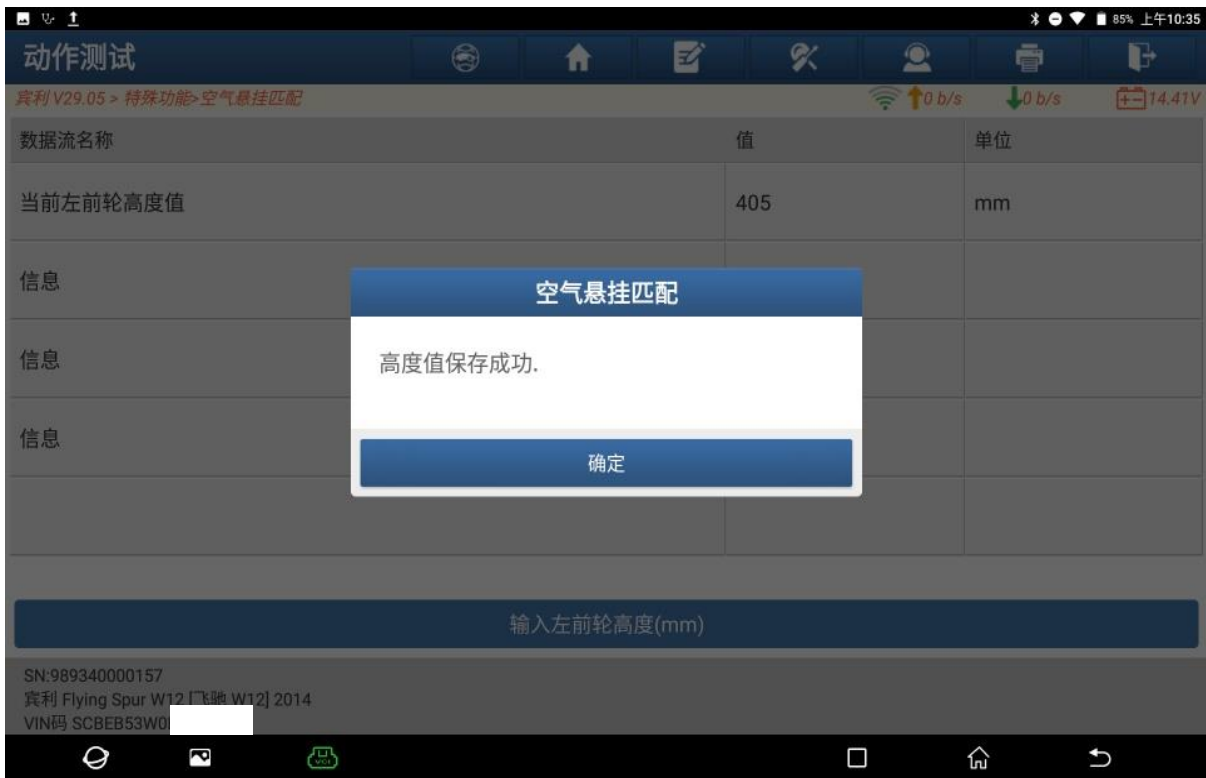 85% 上午10:35
动作测试
宾利 V29.05 > 特殊功能>空气悬挂匹配 0 b/s 0 b/s 14.41V
数据流名称 值 单位
当前左前轮高度值 405 mm
信息
信息
信息
空气悬挂匹配
高度值保存成功.
确定
输入左前轮高度(mm)
SN:989340000157
宾利 Flying Spur W12 [飞驰 W12] 2014
VIN码 SCBEB53W0
VCI